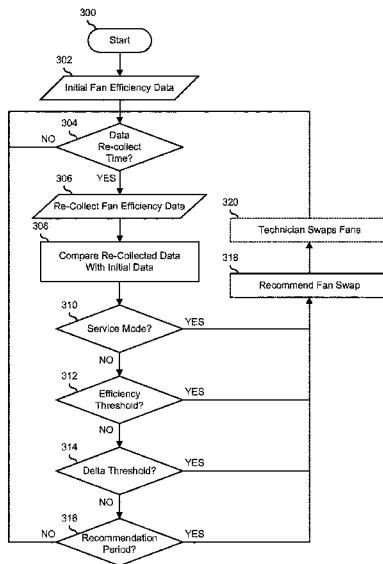 300
Start
302
Initial Fan Efficiency Data
304
NO
Data
Re-collect
Time?
YES
306
Re-Collect Fan Efficiency Data
308
Compare Re-Collected Data
With Initial Data
310
Service Mode?
YES
NO
312
Efficiency
Threshold?
YES
NO
314
Delta Threshold?
YES
NO
316
NO
Recommendation
Period?
YES
320
Technician Swaps Fans
318
Recommend Fan Swap